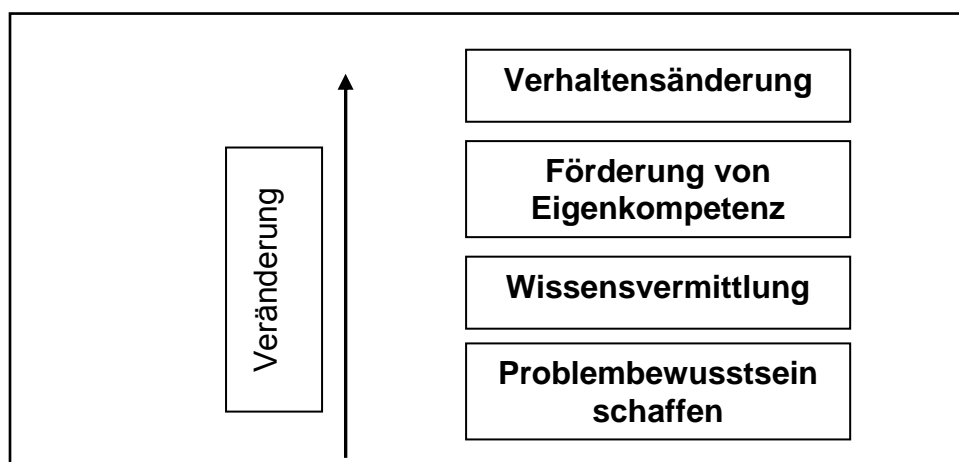 Verhaltensänderung
Förderung von
Eigenkompetenz
Veränderung
Wissensvermittlung
Problembewusstsein
schaffen